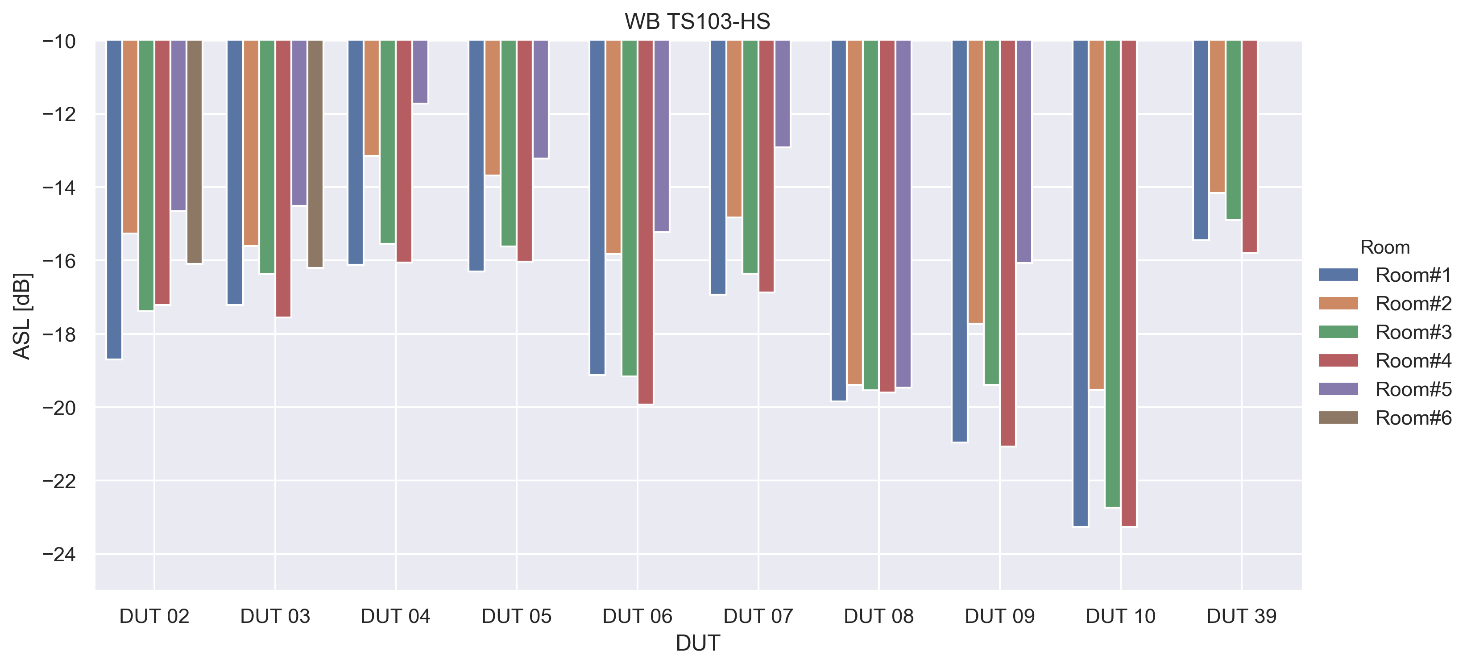 WB TS103-HS
−10
−12
−14
−16
−18
−20
−22
−24
ASL [dB]
DUT 02 DUT 03 DUT 04 DUT 05 DUT 06 DUT 07 DUT 08 DUT 09 DUT 10 DUT 39
DUT
Room
Room#1
Room#2
Room#3
Room#4
Room#5
Room#6